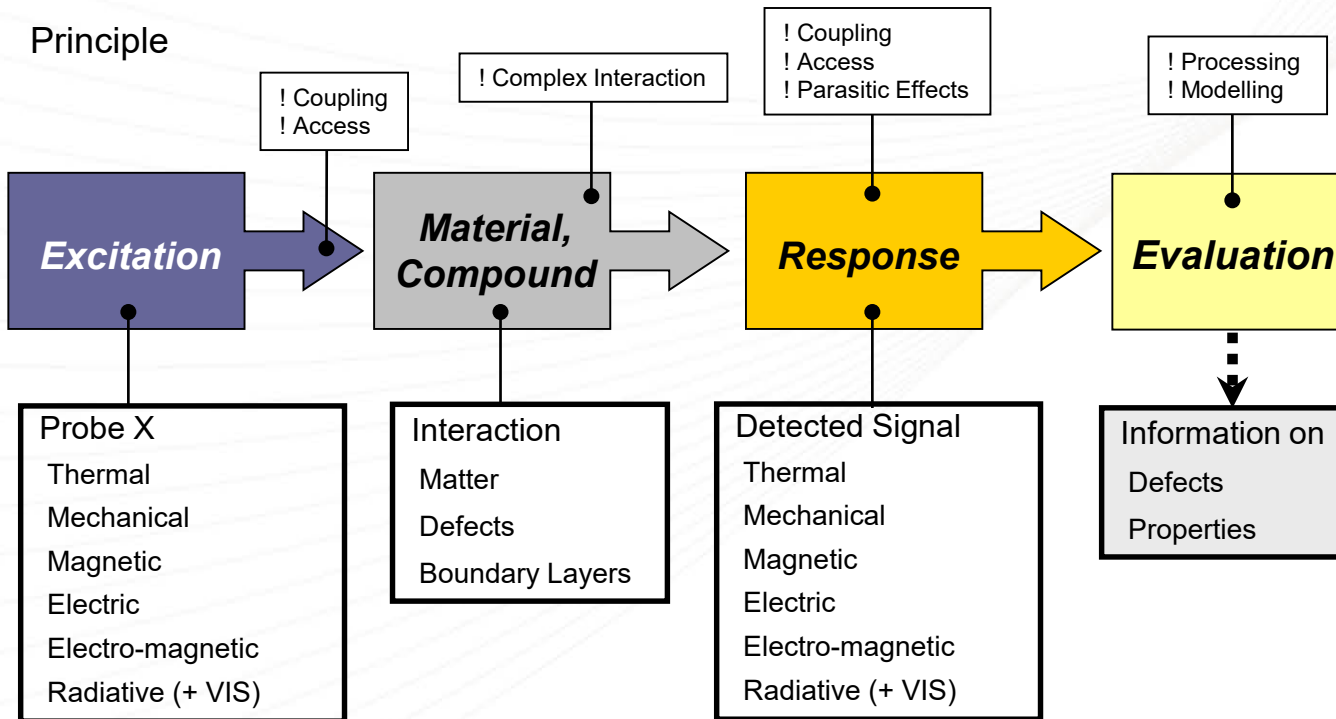 Principle
! Coupling
! Access
! Complex Interaction
! Coupling
! Access
! Parasitic Effects
! Processing
! Modelling
Excitation
Material,
Compound
Response
Evaluation
Probe X
Thermal
Mechanical
Magnetic
Electric
Electro-magnetic
Radiative (+ VIS)
Interaction
Matter
Defects
Boundary Layers
Detected Signal
Thermal
Mechanical
Magnetic
Electric
Electro-magnetic
Radiative (+ VIS)
Information on
Defects
Properties